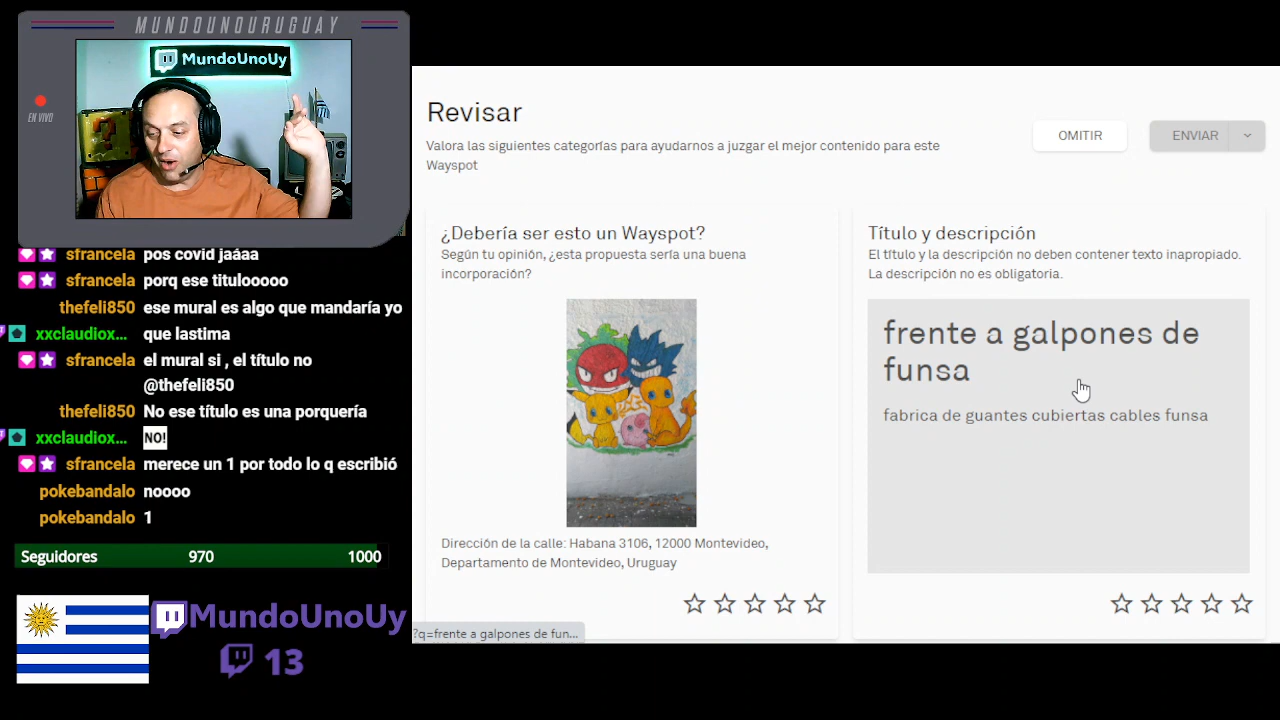 MUNDOUNOURUGUAY
MundoUnoUy
EN VIVO
sfrancela pos covid jaáaa
sfrancela porq ese titulooooo
thefeli850 ese mural es algo que mandaría yo
xxclaudiox... que lastima
sfrancela el mural si , el título no
@thefeli850
thefeli850 No ese título es una porquería
xxclaudiox... NO!
sfrancela merece un 1 por todo lo q escribió
pokebandalo noooo
pokebandalo 1
Seguidores 970 1000
MundoUnoUy
13
Revisar
Valora las siguientes categorías para ayudarnos a juzgar el mejor contenido para este
Wayspot
OMITIR
ENVIAR
¿Debería ser esto un Wayspot?
Según tu opinión, ¿esta propuesta sería una buena
incorporación?
Dirección de la calle: Habana 3106, 12000 Montevideo,
Departamento de Montevideo, Uruguay
Título y descripción
El título y la descripción no deben contener texto inapropiado.
La descripción no es obligatoria.
frente a galpones de
funsa
fabrica de guantes cubiertas cables funsa
?q=frente a galpones de fun...